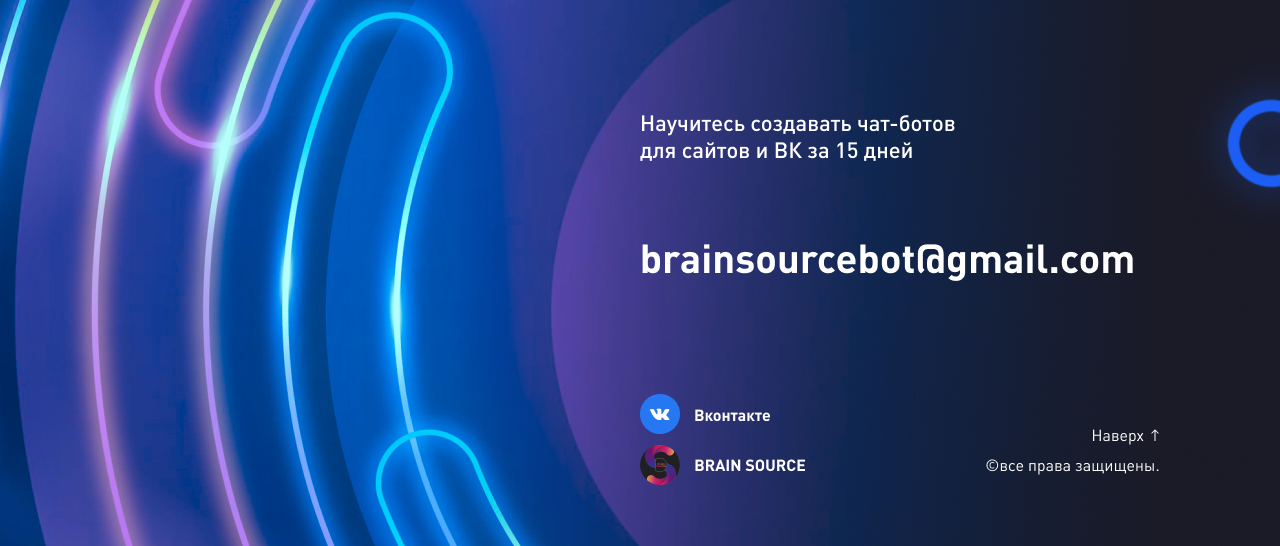 Научитесь создавать чат-ботов
для сайтов и ВК за 15 дней
brainsourcebot@gmail.com
Вконтакте
BRAIN SOURCE
Наверх ↑
©все права защищены.